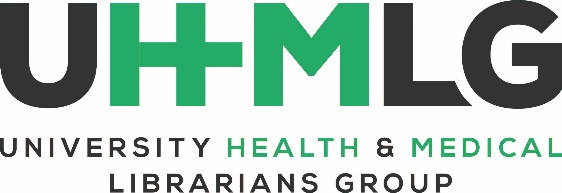 UHMLG
UNIVERSITY HEALTH & MEDICAL
LIBRARIANS GROUP